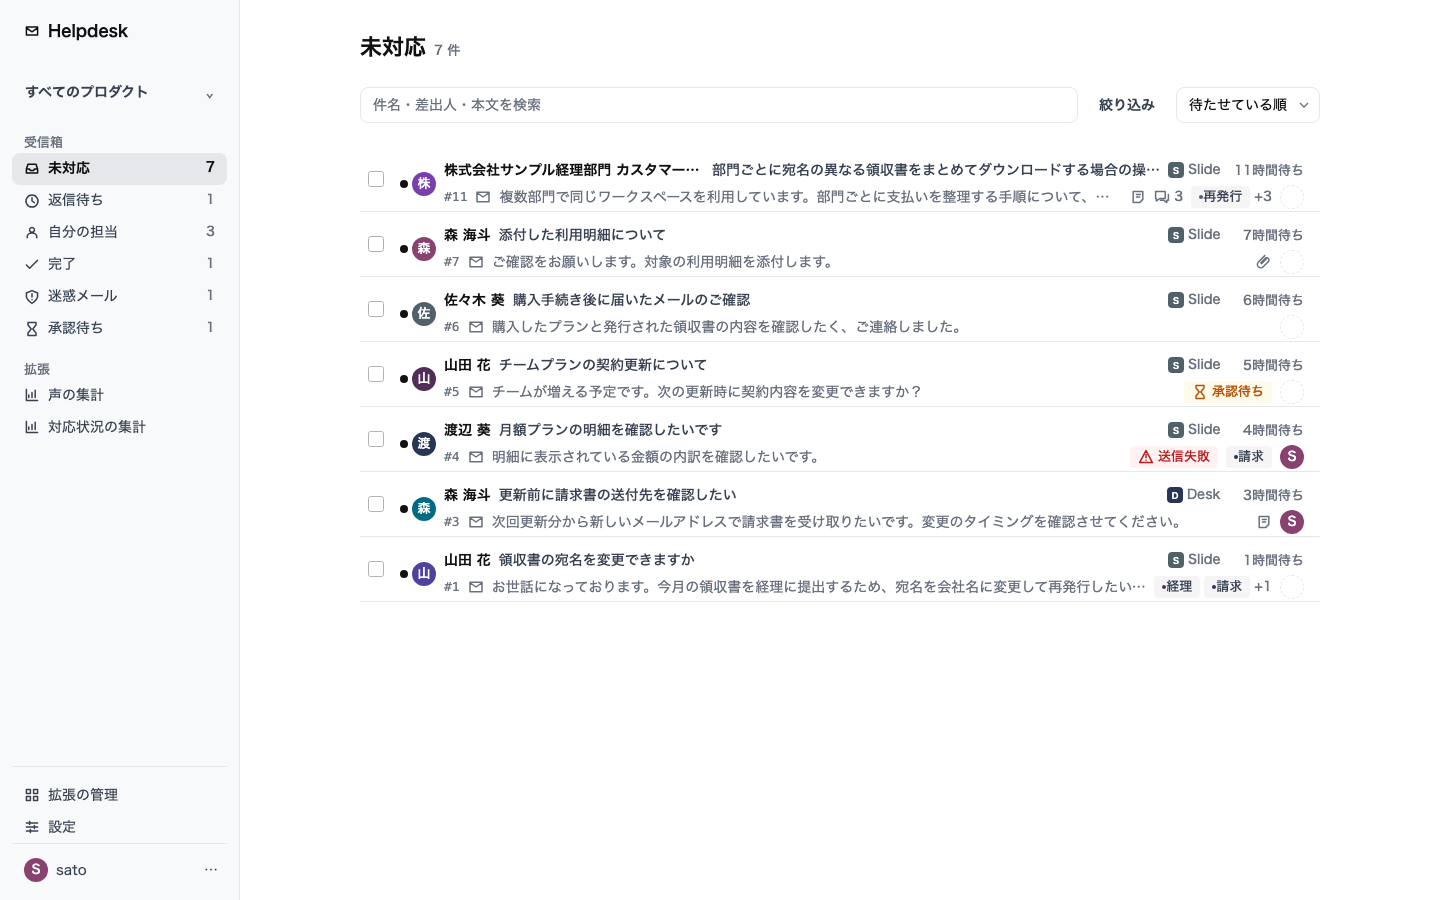 Helpdesk
すべてのプロダクト
受信箱
未対応 7
返信待ち 1
自分の担当 3
完了 1
迷惑メール 1
承認待ち 1
拡張
声の集計
対応状況の集計
拡張の管理
設定
S sato …
未対応 7 件
件名・差出人・本文を検索 絞り込み 待たせている順
株 株式会社サンプル経理部門 カスタマー… 部門ごとに宛名の異なる領収書をまとめてダウンロードする場合の操… S Slide 11時間待ち
#11 複数部門で同じワークスペースを利用しています。部門ごとに支払いを整理する手順について、… 3 •再発行 +3
森 森 海斗 添付した利用明細について S Slide 7時間待ち
#7 ご確認をお願いします。対象の利用明細を添付します。
佐 佐々木 葵 購入手続き後に届いたメールのご確認 S Slide 6時間待ち
#6 購入したプランと発行された領収書の内容を確認したく、ご連絡しました。
山 山田 花 チームプランの契約更新について S Slide 5時間待ち
#5 チームが増える予定です。次の更新時に契約内容を変更できますか？ 承認待ち
渡 渡辺 葵 月額プランの明細を確認したいです S Slide 4時間待ち
#4 明細に表示されている金額の内訳を確認したいです。 送信失敗 •請求 S
森 森 海斗 更新前に請求書の送付先を確認したい D Desk 3時間待ち
#3 次回更新分から新しいメールアドレスで請求書を受け取りたいです。変更のタイミングを確認させてください。 S
山 山田 花 領収書の宛名を変更できますか S Slide 1時間待ち
#1 お世話になっております。今月の領収書を経理に提出するため、宛名を会社名に変更して再発行したい… •経理 •請求 +1